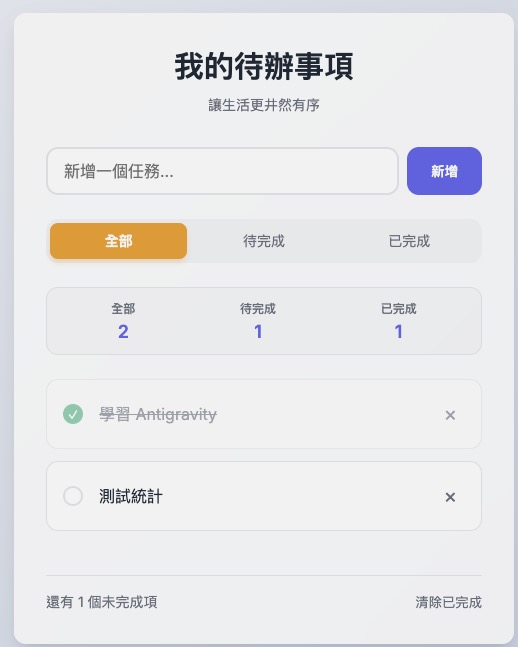 我的待辦事項
讓生活更井然有序
新增一個任務... 新增
全部 待完成 已完成
全部 待完成 已完成
2 1 1
學習 Antigravity ×
測試統計 ×
還有 1 個未完成項 清除已完成